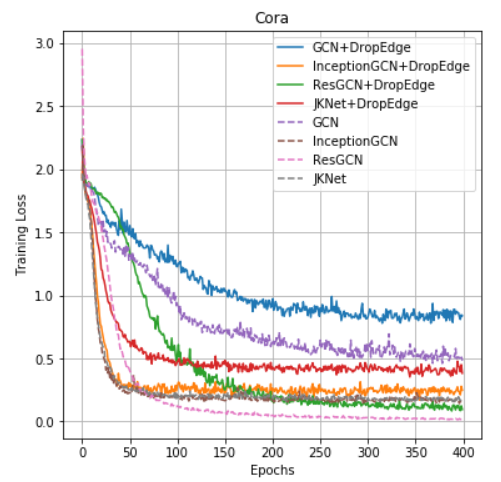 Cora
3.0
2.5
2.0
1.5
1.0
0.5
0.0
Training Loss
GCN+DropEdge
InceptionGCN+DropEdge
ResGCN+DropEdge
JKNet+DropEdge
GCN
InceptionGCN
ResGCN
JKNet
0 50 100 150 200 250 300 350 400
Epochs